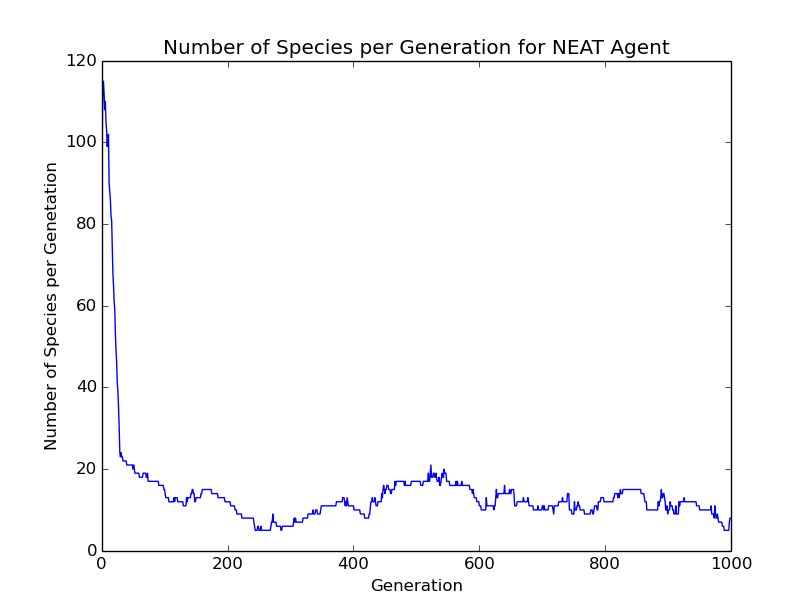 Number of Species per Generation for NEAT Agent
120
100
80
60
40
20
0
Number of Species per Genetation
0 200 400 600 800 1000
Generation